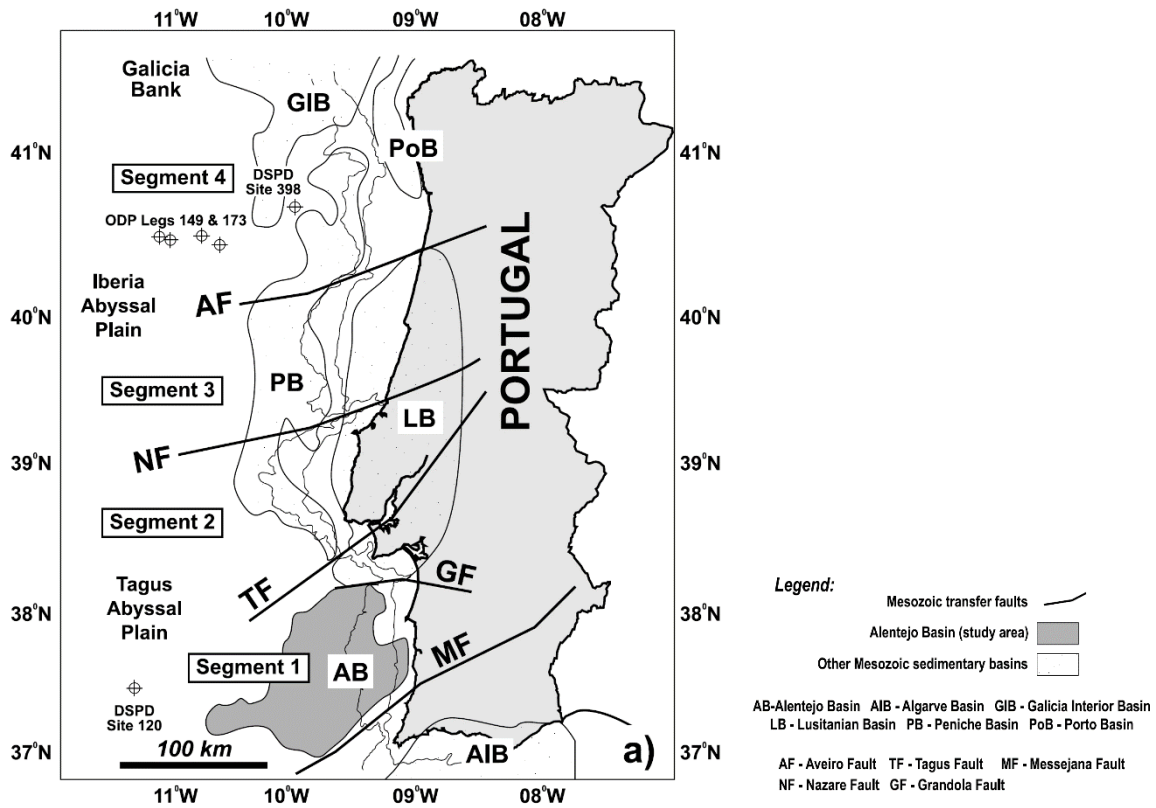 11°W 10°W 09°W 08°W
Galicia
Bank
GIB
PoB
41°N 41°N
Segment 4
DSPD
Site 398
ODP Legs 149 & 173
Iberia
Abyssal
Plain
AF
PORTUGAL
40°N 40°N
Segment 3
PB
LB
NF
39°N 39°N
Segment 2
TF
GF
Tagus
Abyssal
Plain
38°N 38°N
Segment 1
AB
MF
DSPD
Site 120
37°N 37°N
100 km
AIB
a)
11°W 10°W 09°W 08°W
Legend:
Mesozoic transfer faults
Alentejo Basin (study area)
Other Mesozoic sedimentary basins
AB-Alentejo Basin AIB - Algarve Basin GIB - Galicia Interior Basin
LB - Lusitanian Basin PB - Peniche Basin PoB - Porto Basin
AF - Aveiro Fault TF - Tagus Fault MF - Messejana Fault
NF - Nazare Fault GF - Grandola Fault